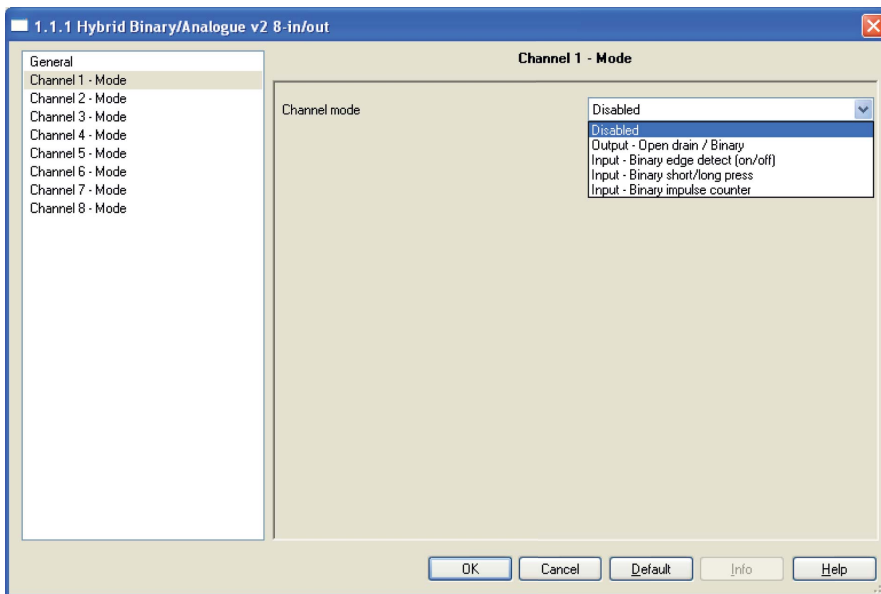 1.1.1 Hybrid Binary/Analogue v2 8-in/out
General
Channel 1 - Mode
Channel 2 - Mode
Channel 3 - Mode
Channel 4 - Mode
Channel 5 - Mode
Channel 6 - Mode
Channel 7 - Mode
Channel 8 - Mode
Channel 1 - Mode
Channel mode
Disabled
Disabled
Output - Open drain / Binary
Input - Binary edge detect (on/off)
Input - Binary short/long press
Input - Binary impulse counter
OK Cancel Default Info Help